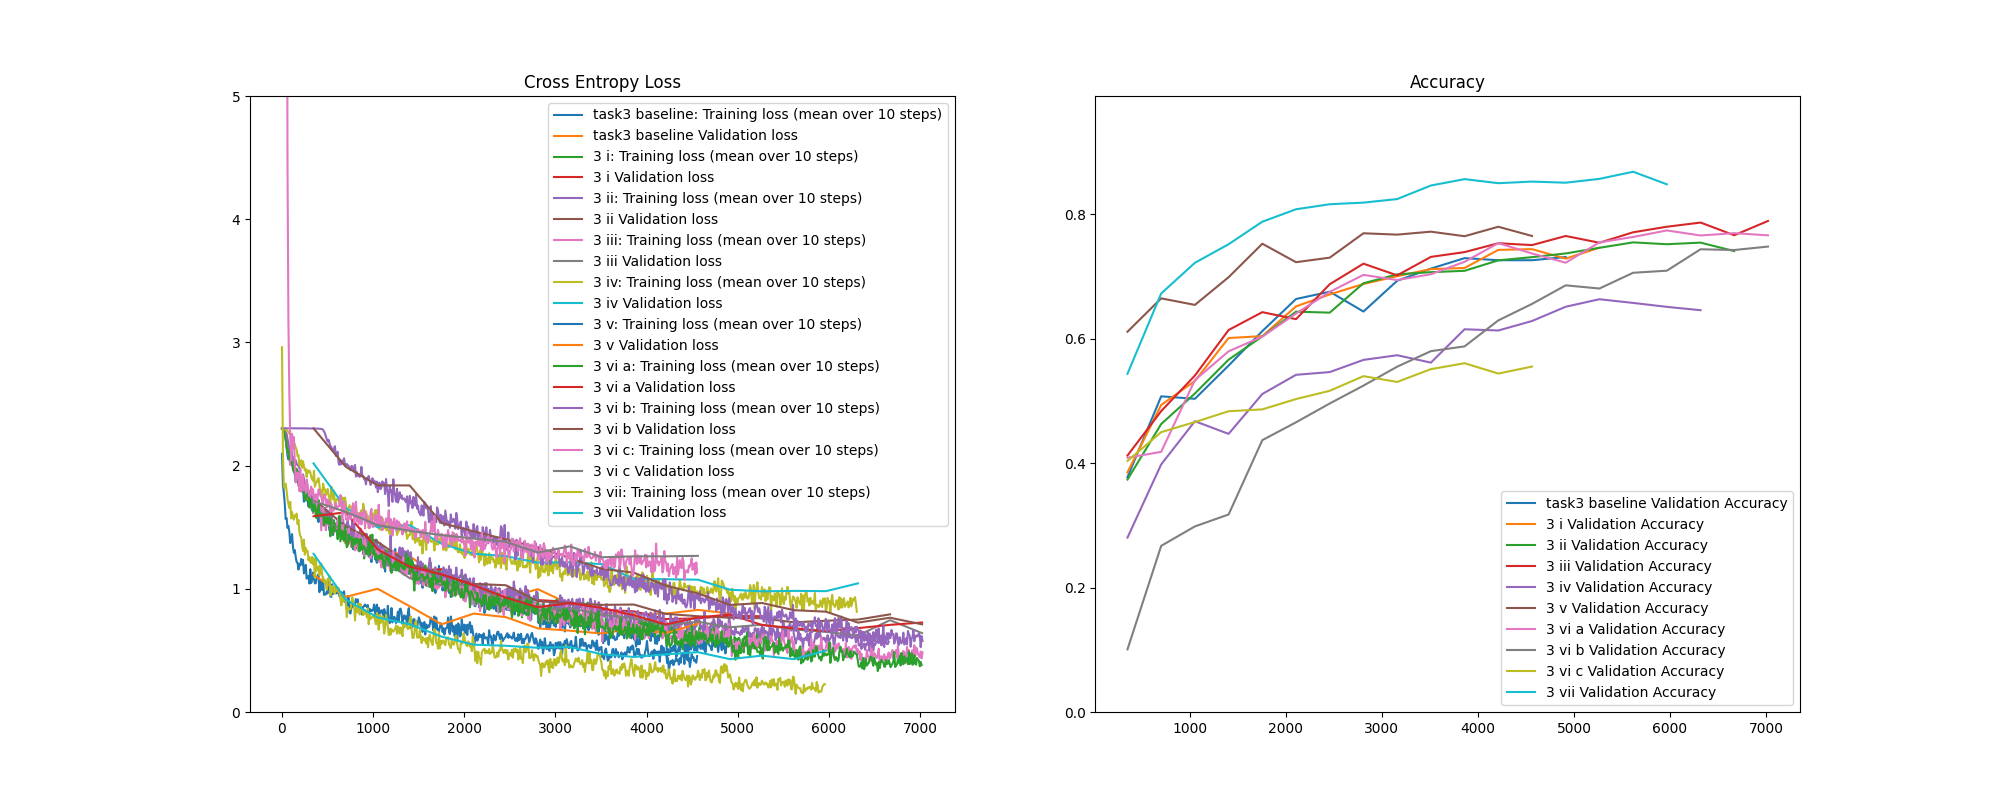 Cross Entropy Loss
5
4
3
2
1
0
0
1000
2000
3000
4000
5000
6000
7000
task3 baseline: Training loss (mean over 10 steps)
task3 baseline Validation loss
3 i: Training loss (mean over 10 steps)
3 i Validation loss
3 ii: Training loss (mean over 10 steps)
3 ii Validation loss
3 iii: Training loss (mean over 10 steps)
3 iii Validation loss
3 iv: Training loss (mean over 10 steps)
3 iv Validation loss
3 v: Training loss (mean over 10 steps)
3 v Validation loss
3 vi a: Training loss (mean over 10 steps)
3 vi a Validation loss
3 vi b: Training loss (mean over 10 steps)
3 vi b Validation loss
3 vi c: Training loss (mean over 10 steps)
3 vi c Validation loss
3 vii: Training loss (mean over 10 steps)
3 vii Validation loss
Accuracy
0.8
0.6
0.4
0.2
0.0
1000
2000
3000
4000
5000
6000
7000
task3 baseline Validation Accuracy
3 i Validation Accuracy
3 ii Validation Accuracy
3 iii Validation Accuracy
3 iv Validation Accuracy
3 v Validation Accuracy
3 vi a Validation Accuracy
3 vi b Validation Accuracy
3 vi c Validation Accuracy
3 vii Validation Accuracy